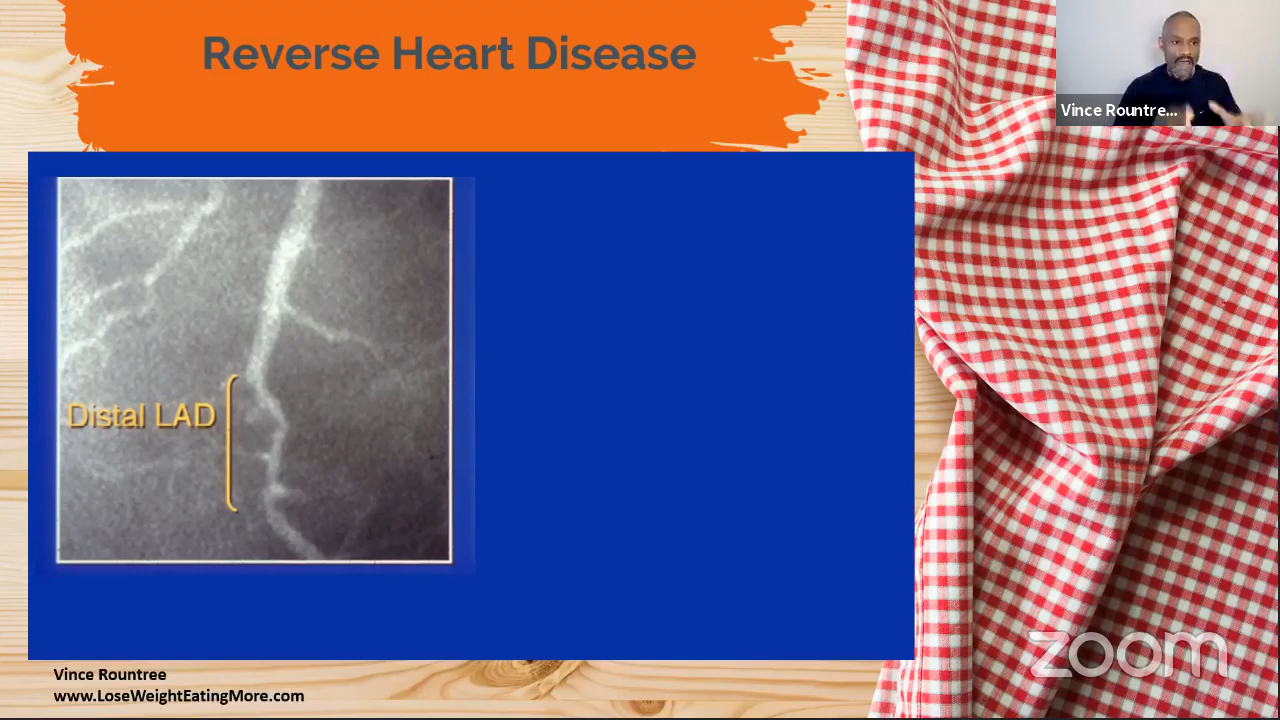 Reverse Heart Disease
Vince Rountre...
Distal LAD
Vince Rountree
www.LoseWeightEatingMore.com
zoom